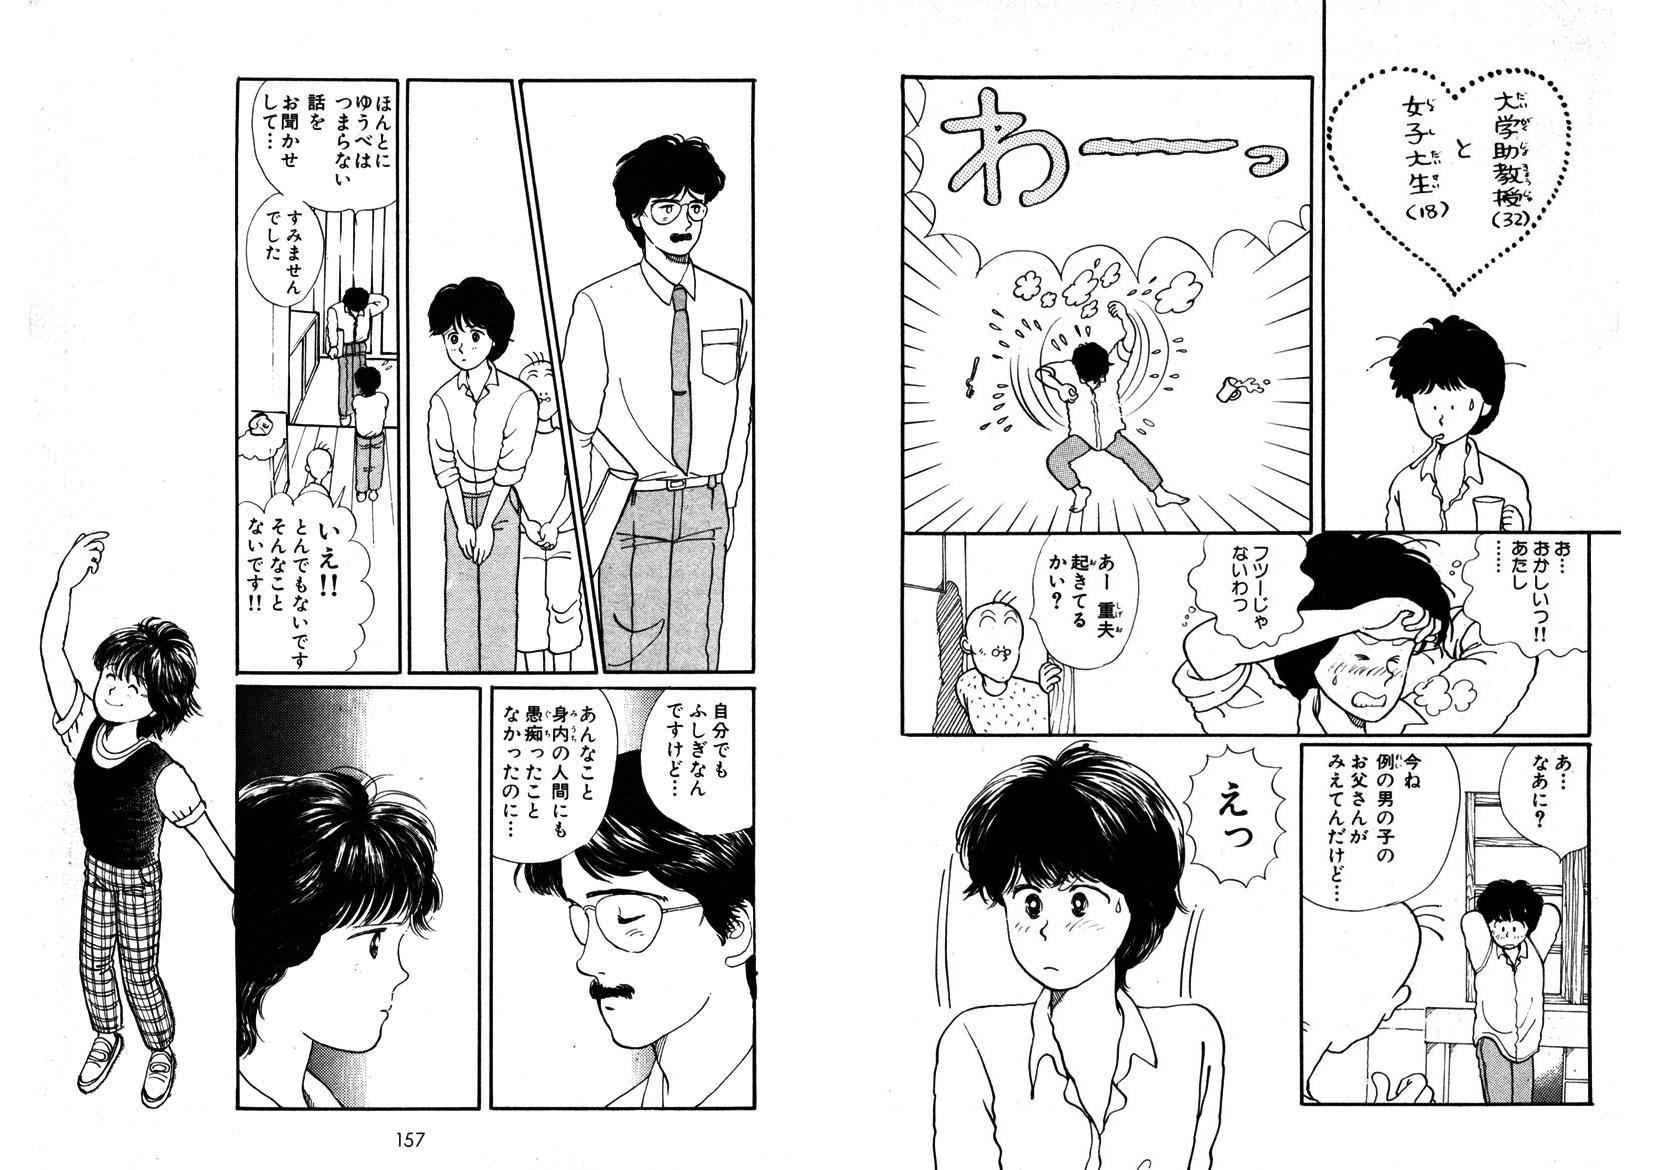 大学助教授(32)
と
女子大生(18)
わーーっ
お…
おかしいっ!!
あたし
……
フツーじゃ
ないわっ
あー 重夫
起きてる
かい?
あ…
なあに?
今ね
例の男の子の
お父さんが
みえてんだけど…
えっ
ほんとに
ゆうべは
つまらない
話を
お聞かせ
して…
すみません
でした
いえ!!
とんでもないです
そんなこと
ないです!!
自分でも
ふしぎなん
ですけど…
あんなこと
身内の人間にも
愚痴ったこと
なかったのに…
157